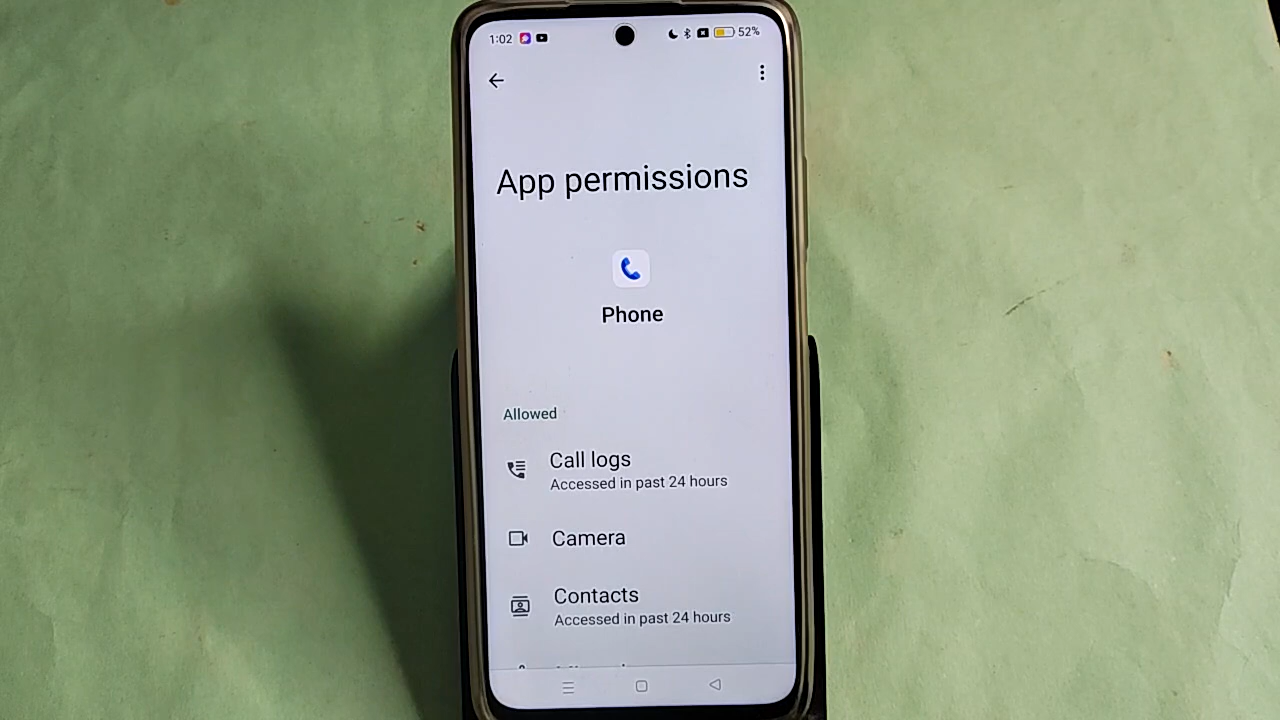 1:02 52%
App permissions
Phone
Allowed
Call logs
Accessed in past 24 hours
Camera
Contacts
Accessed in past 24 hours